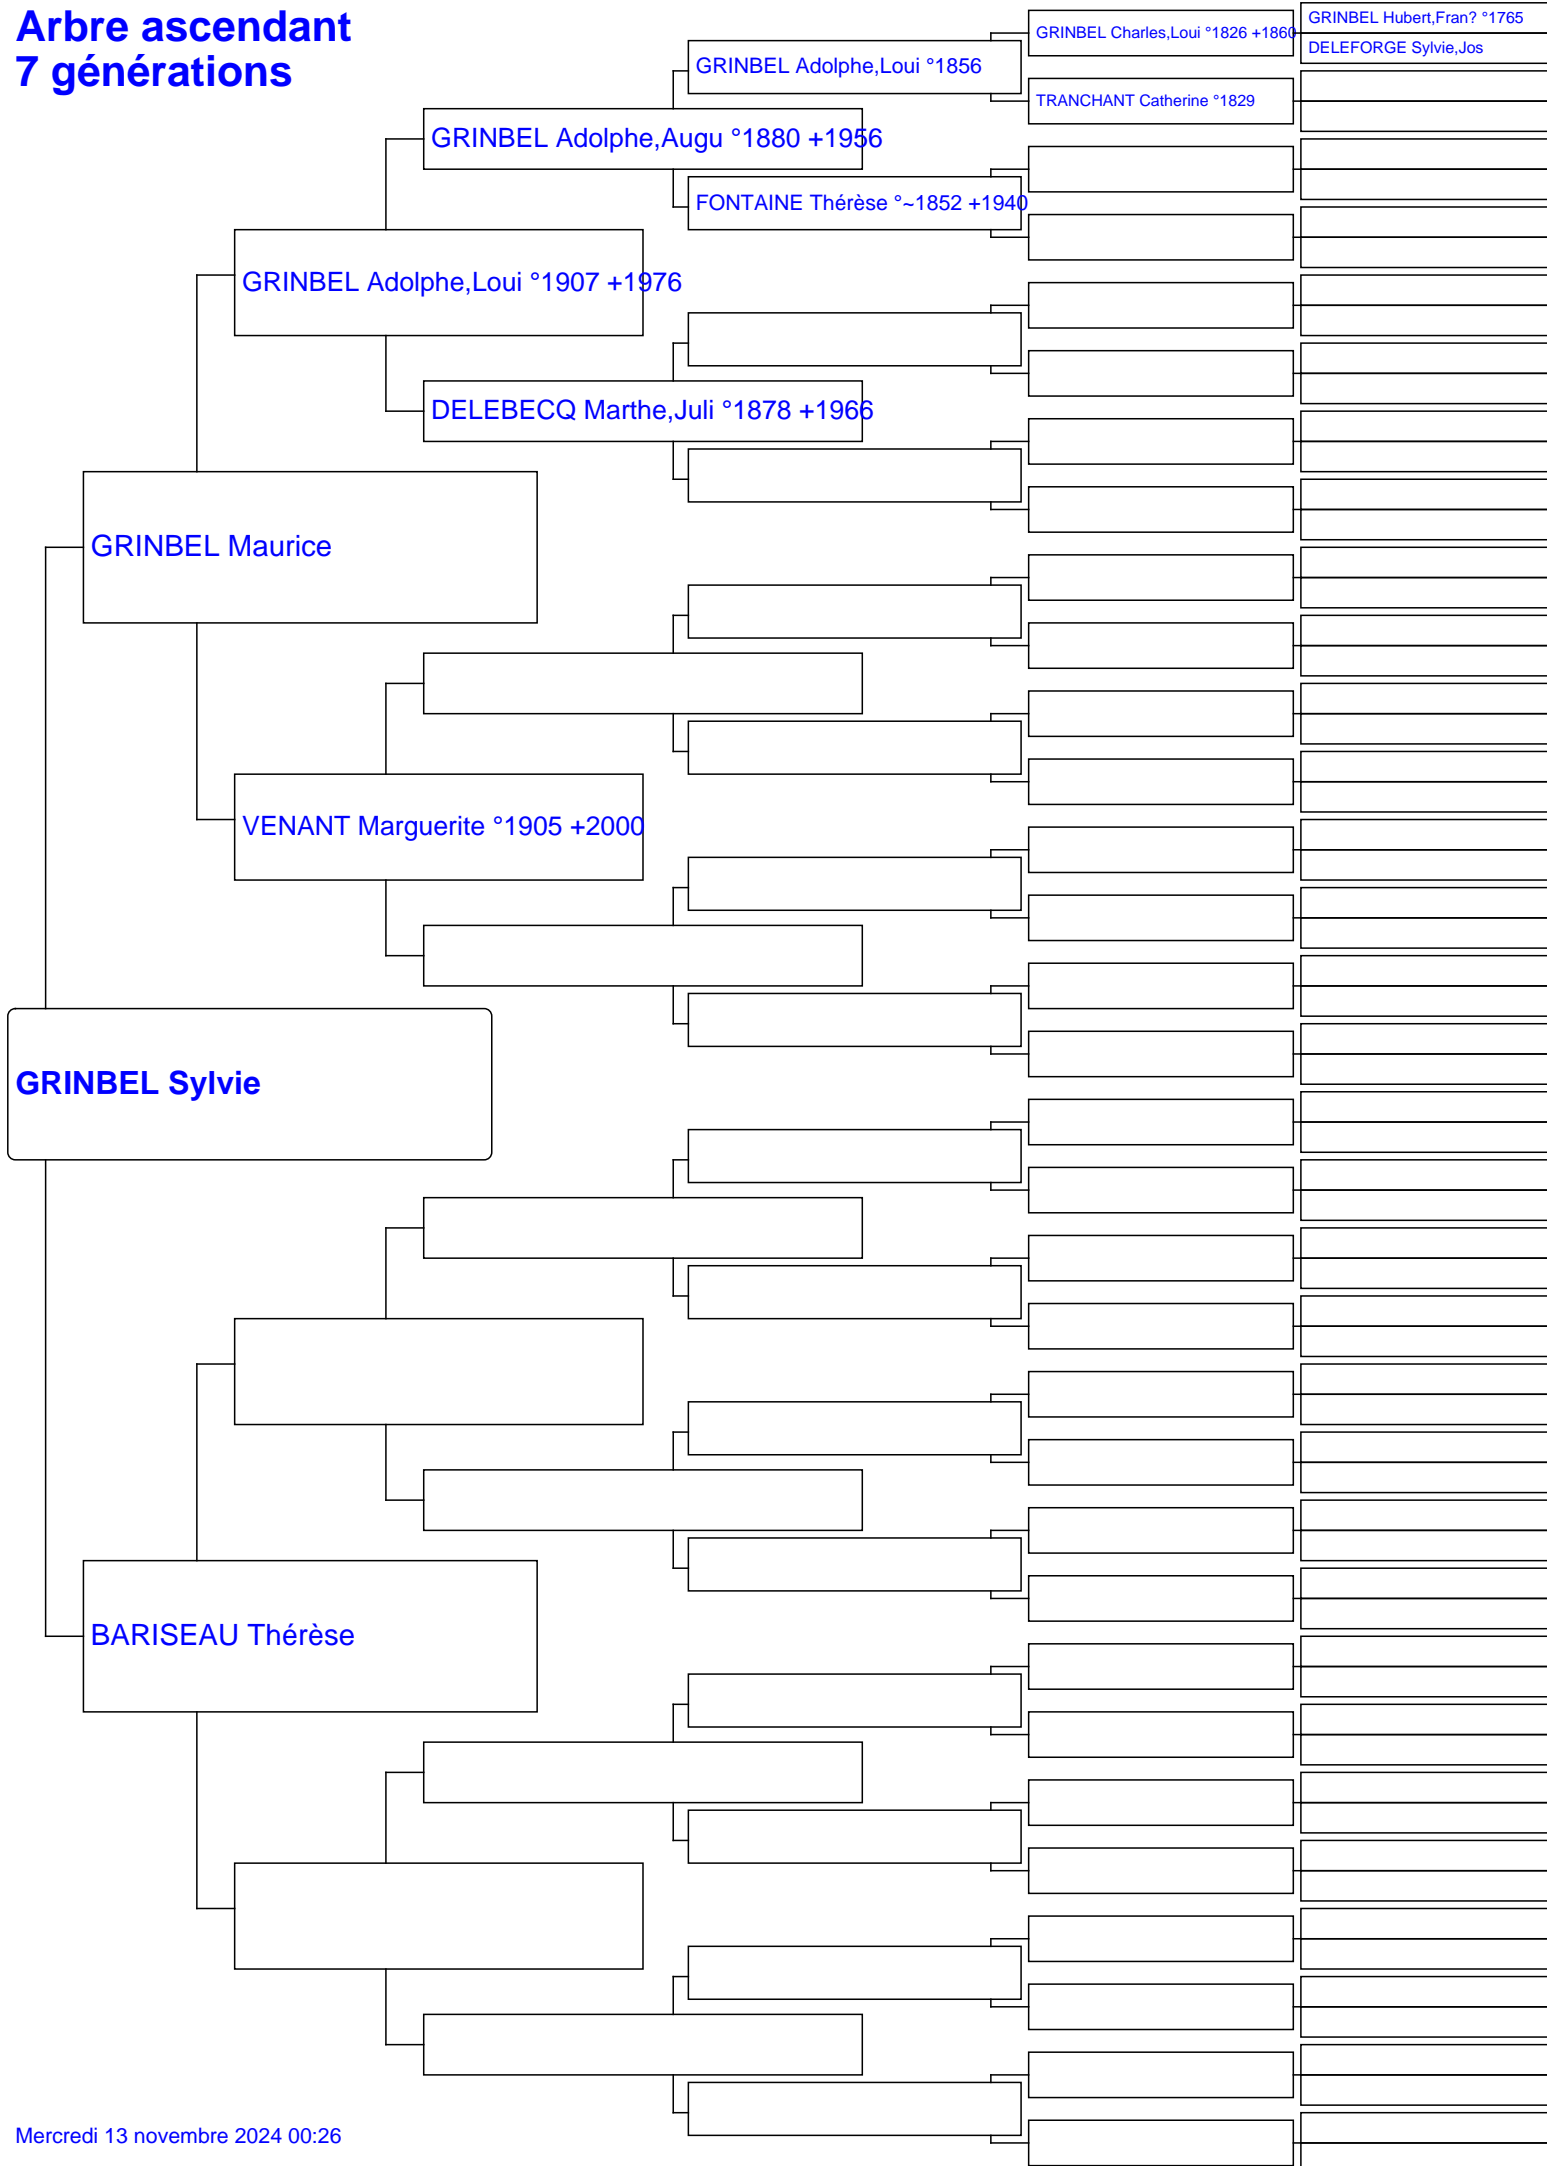 Arbre ascendant
7 générations
GRINBEL Hubert,Fran? °1765
DELEFORGE Sylvie,Jos
GRINBEL Charles,Loui °1826 +1860
GRINBEL Adolphe,Loui °1856
TRANCHANT Catherine °1829
GRINBEL Adolphe,Augu °1880 +1956
FONTAINE Thérèse °~1852 +1940
GRINBEL Adolphe,Loui °1907 +1976
DELEBECQ Marthe,Juli °1878 +1966
GRINBEL Maurice
VENANT Marguerite °1905 +2000
GRINBEL Sylvie
BARISEAU Thérèse
Mercredi 13 novembre 2024 00:26